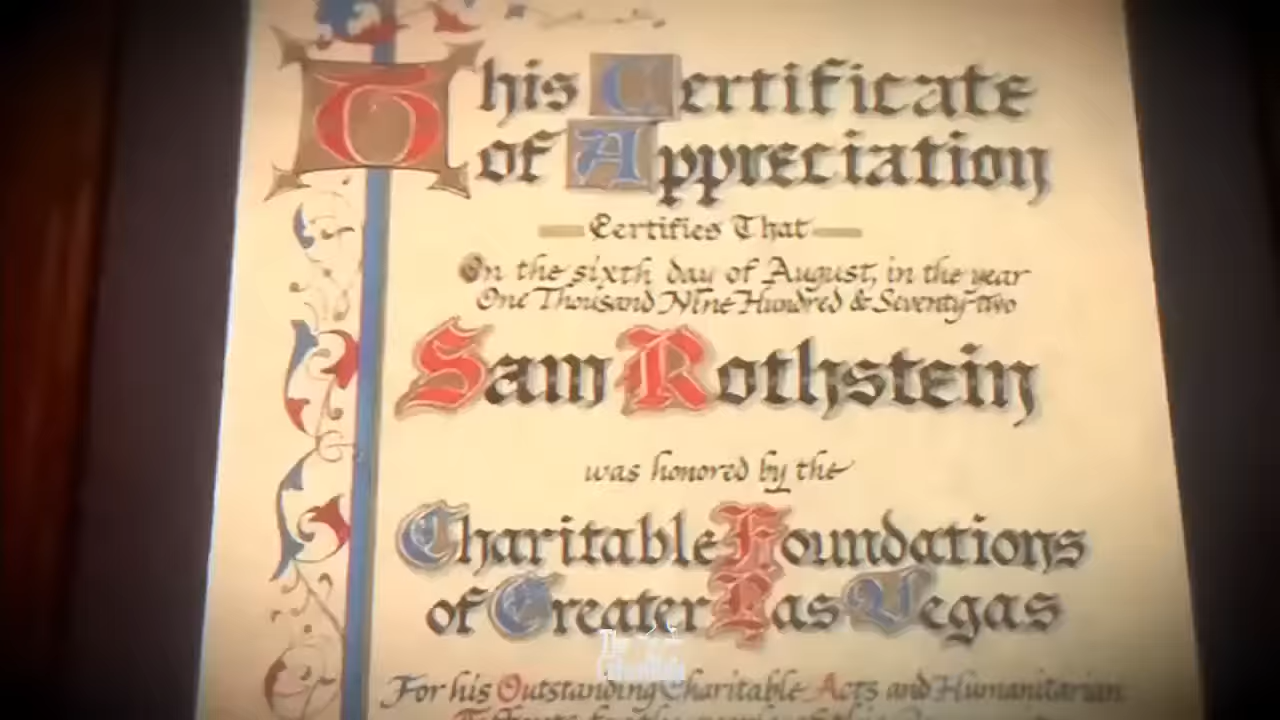 This Certificate
of Appreciation
Certifies That
On the sixth day of August, in the year
One Thousand Nine Hundred & Seventy-two
Sam Rothstein
was honored by the
Charitable Foundations
of Greater Las Vegas
For his Outstanding Charitable Acts and Humanitarian